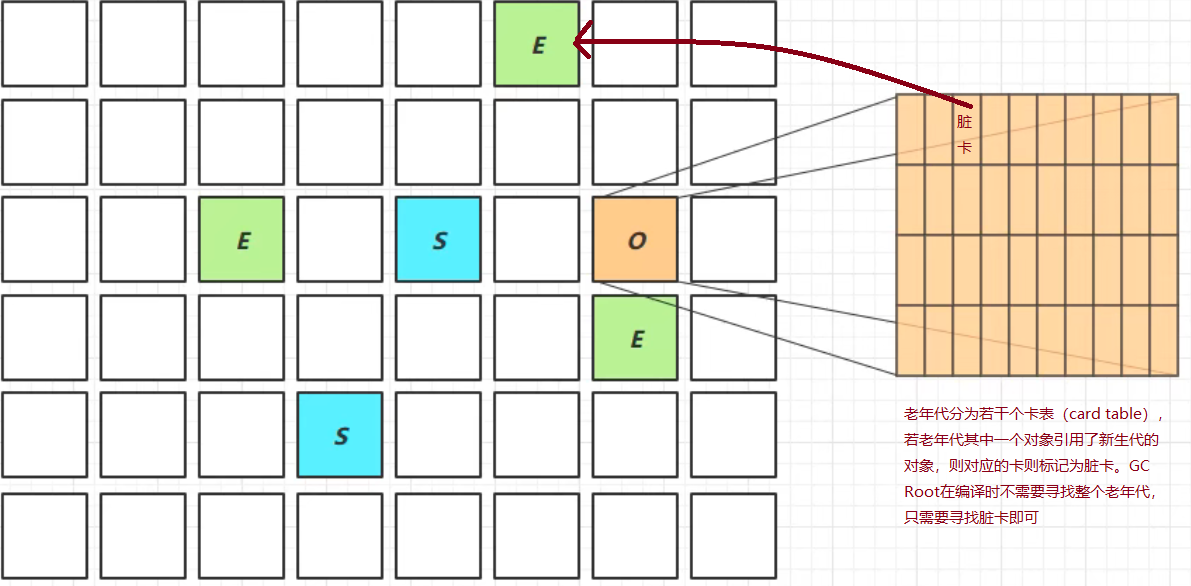 E
脏
卡
E
S
O
E
S
老年代分为若干个卡表（card table），
若老年代其中一个对象引用了新生代的
对象，则对应的卡则标记为脏卡。GC
Root在编译时不需要寻找整个老年代，
只需要寻找脏卡即可